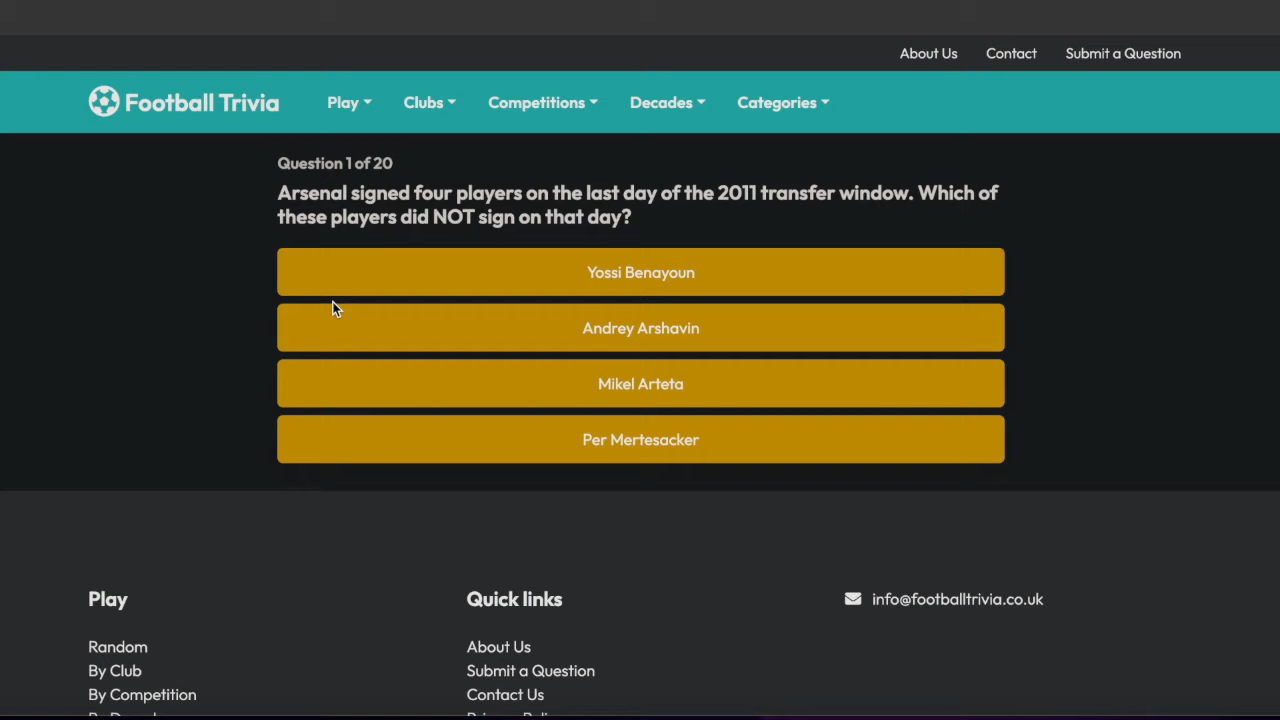 About Us Contact Submit a Question
Football Trivia Play Clubs Competitions Decades Categories
Question 1 of 20
Arsenal signed four players on the last day of the 2011 transfer window. Which of
these players did NOT sign on that day?
Yossi Benayoun
Andrey Arshavin
Mikel Arteta
Per Mertesacker
Play Quick links info@footballtrivia.co.uk
Random About Us
By Club Submit a Question
By Competition Contact Us